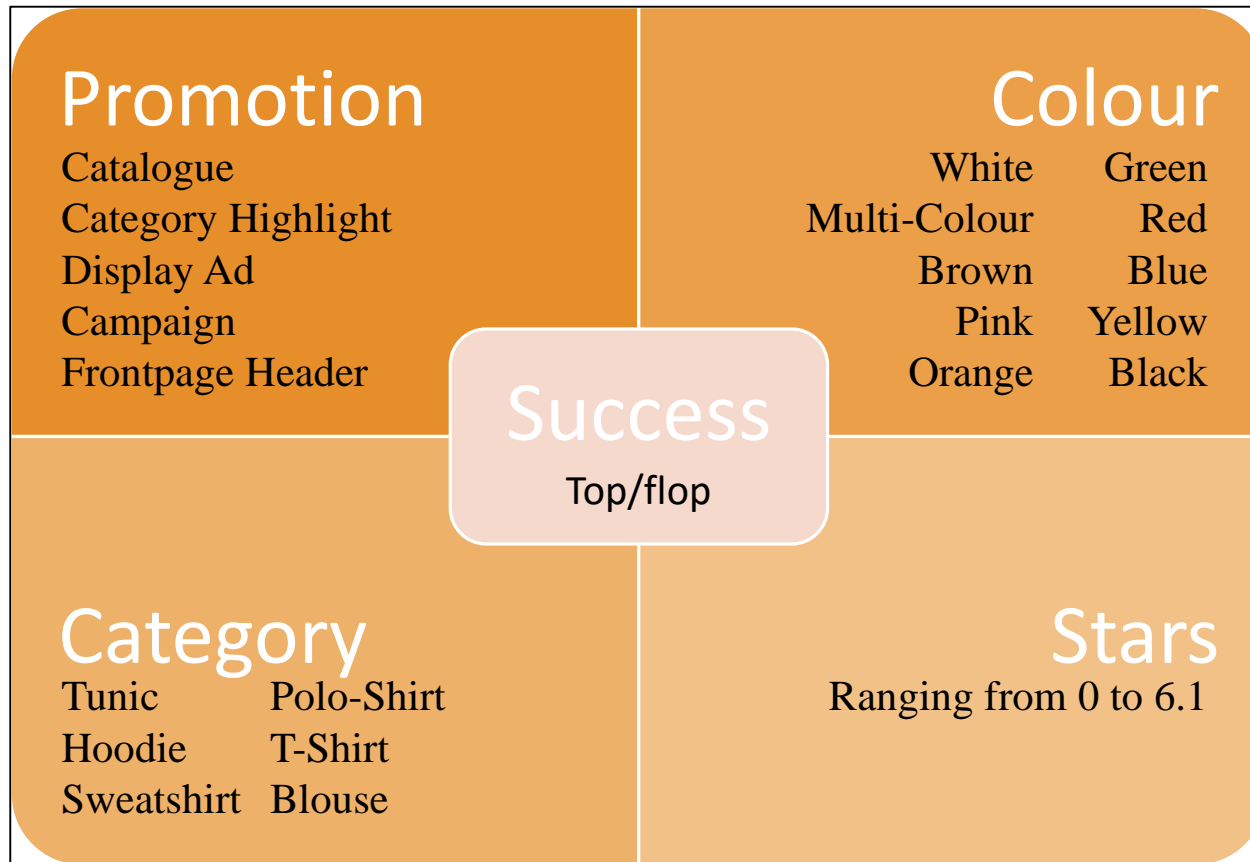 Promotion
Catalogue
Category Highlight
Display Ad
Campaign
Frontpage Header
Colour
White Green
Multi-Colour Red
Brown Blue
Pink Yellow
Orange Black
Success
Top/flop
Category
Tunic Polo-Shirt
Hoodie T-Shirt
Sweatshirt Blouse
Stars
Ranging from 0 to 6.1